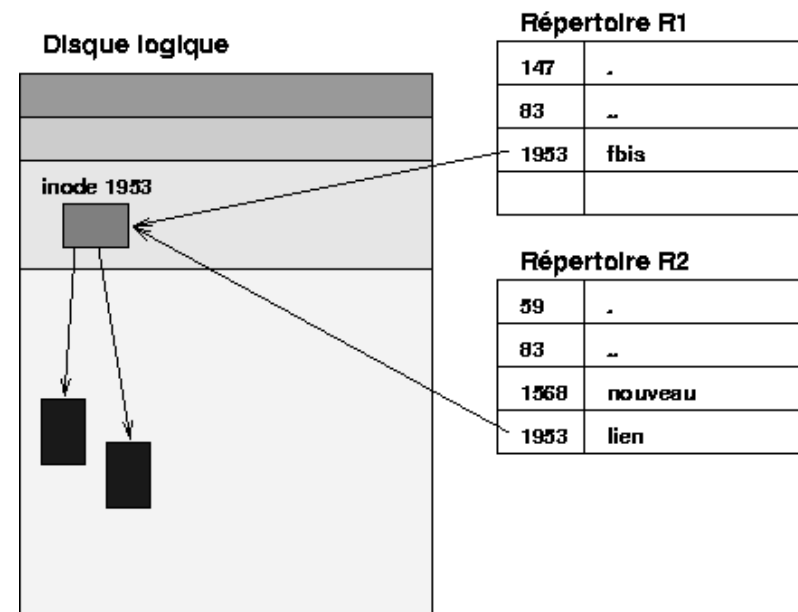 Disque logique
inode 1953
Répertoire R1
147 .
83 ..
1953 fbis
Répertoire R2
59 .
83 ..
1568 nouveau
1953 lien